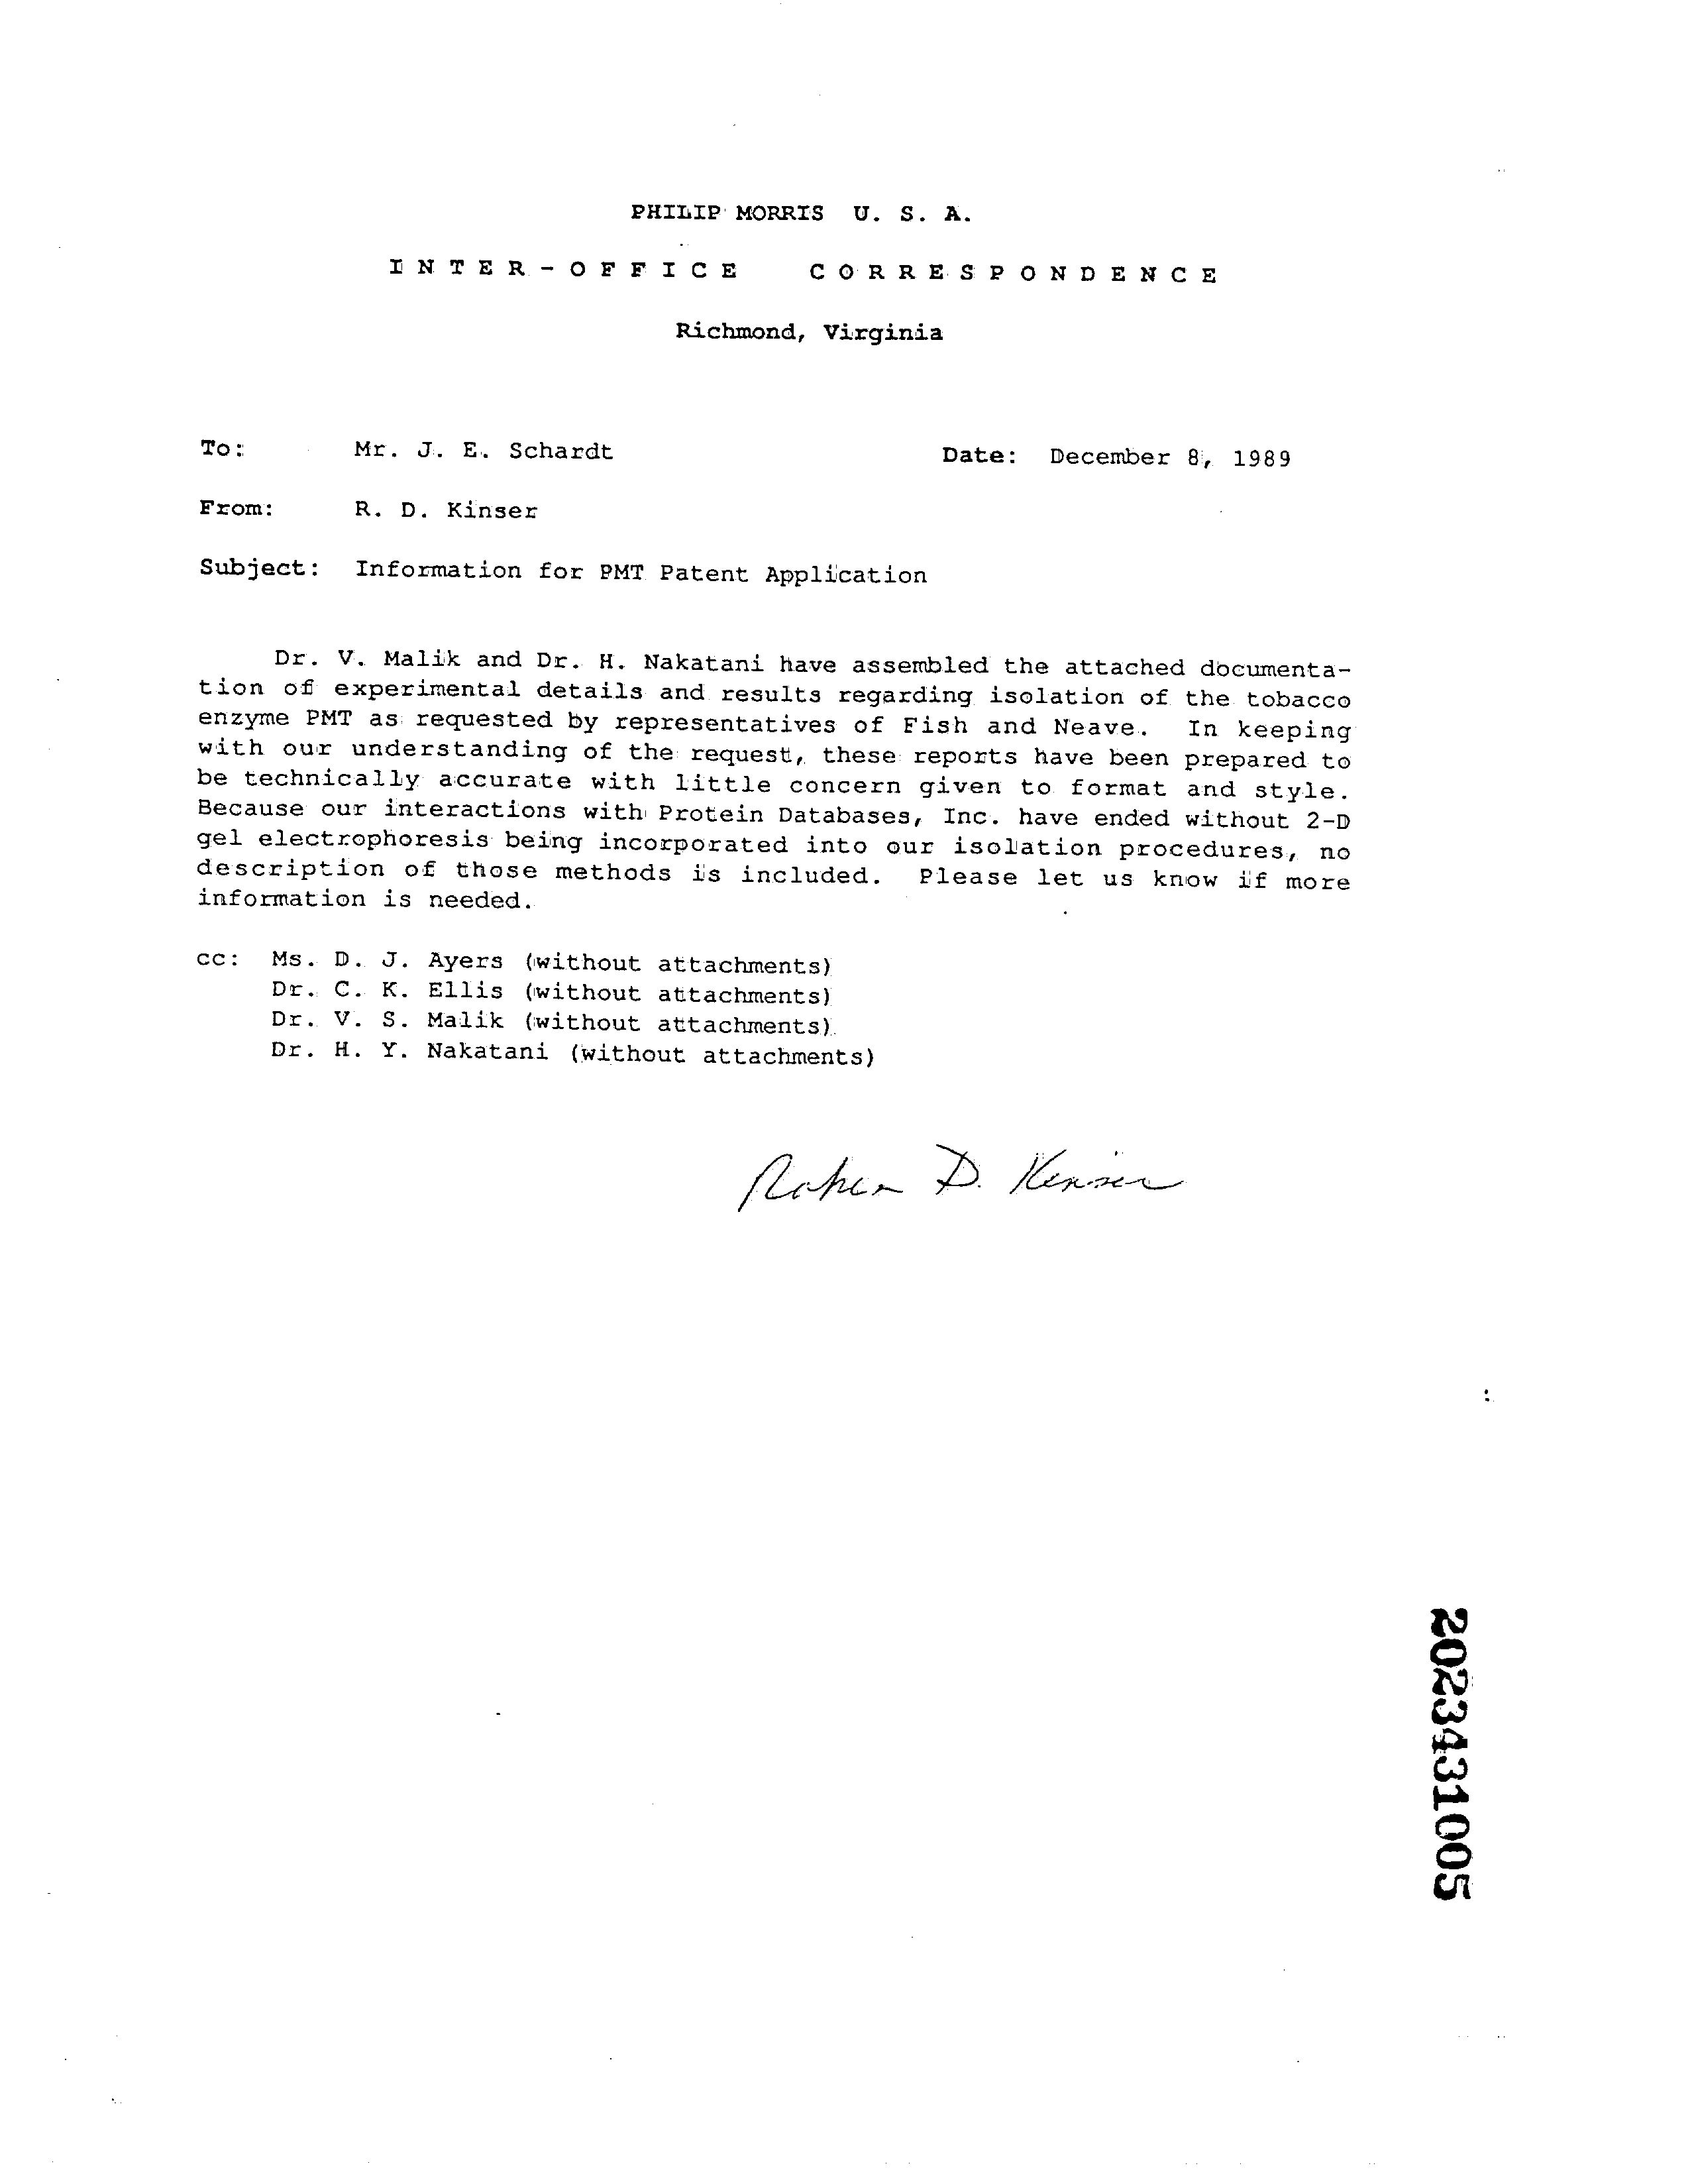 PHILIP MORRIS U. S. A.
INTER-OFFICE CORRESPONDENCE
Richmond, Virginia
To: Mr. J. E. Schardt Date: December 8, 1989
From: R. D. Kinser
Subject: Information for PMT Patent Application
Dr. V. Malik and Dr. H. Nakatani have assembled the attached documenta-
tion of experimental details and results regarding isolation of the tobacco
enzyme PMT as requested by representatives of Fish and Neave. In keeping
with our understanding of the request, these reports have been prepared to
be technically accurate with little concern given to format and style.
Because our interactions with Protein Databases, Inc. have ended without 2-D
gel electrophoresis being incorporated into our isolation procedures, no
description of those methods is included. Please let us know if more
information is needed.
cc: Ms. D. J. Ayers (without attachments)
Dr. C. K. Ellis (without attachments)
Dr. V. S. Malik (without attachments)
Dr. H. Y. Nakatani (without attachments)
D. Kinser
2023431005